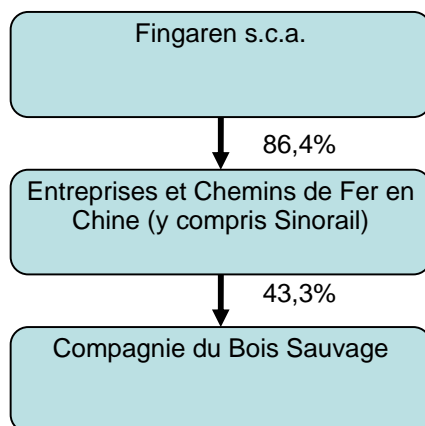 Fingaren s.c.a.
86,4%
Entreprises et Chemins de Fer en
Chine (y compris Sinorail)
43,3%
Compagnie du Bois Sauvage